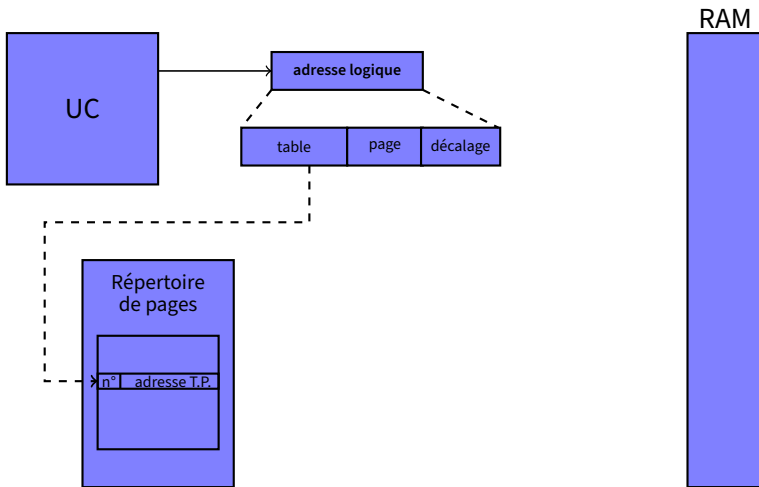 RAM
adresse logique
UC
table
page
décalage
Répertoire
de pages
n°
adresse T.P.